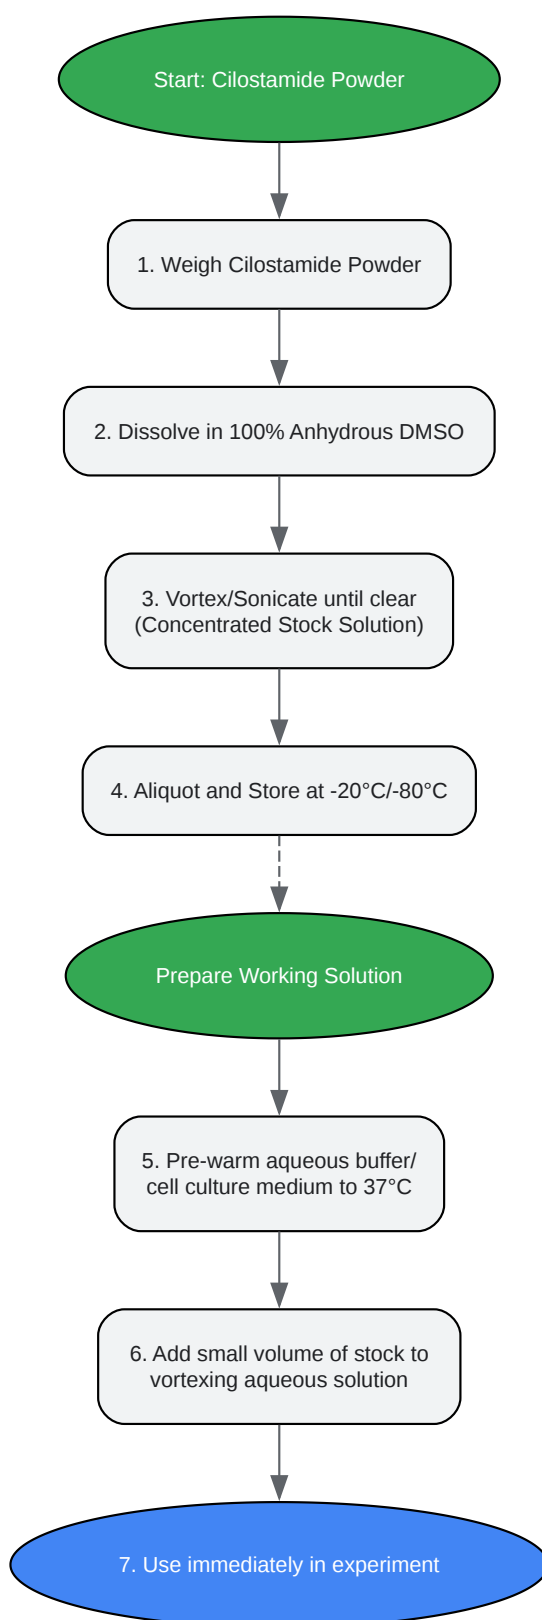 Start: Cilostamide Powder
1. Weigh Cilostamide Powder
2. Dissolve in 100% Anhydrous DMSO
3. Vortex/Sonicate until clear
(Concentrated Stock Solution)
4. Aliquot and Store at -20°C/-80°C
Prepare Working Solution
5. Pre-warm aqueous buffer/
cell culture medium to 37°C
6. Add small volume of stock to
vortexing aqueous solution
7. Use immediately in experiment